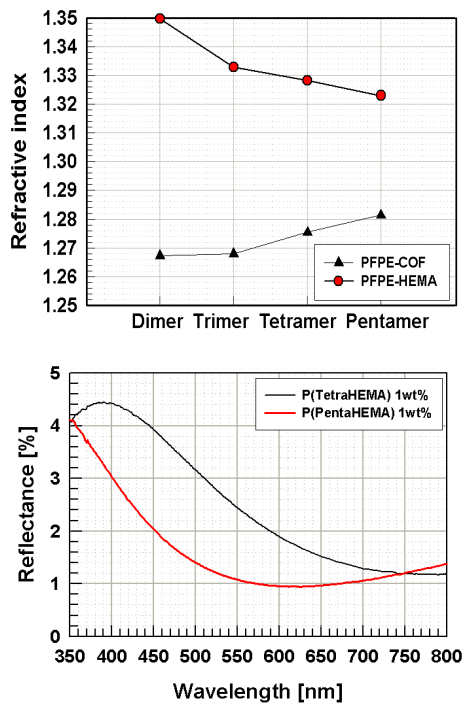 Refractive index
1.35
1.34
1.33
1.32
1.31
1.30
1.29
1.28
1.27
1.26
1.25
PFPE-COF
PFPE-HEMA
Dimer Trimer Tetramer Pentamer
Reflectance [%]
5
4
3
2
1
0
P(TetraHEMA) 1wt%
P(PentaHEMA) 1wt%
350 400 450 500 550 600 650 700 750 800
Wavelength [nm]